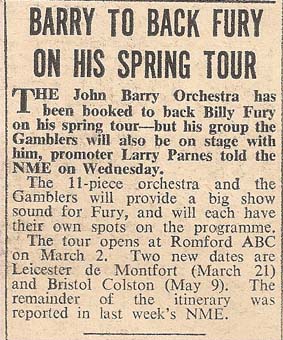 BARRY TO BACK FURY
ON HIS SPRING TOUR
THE John Barry Orchestra has
been booked to back Billy Fury
on his spring tour—but his group the
Gamblers will also be on stage with
him, promoter Larry Parnes told the
NME on Wednesday.
The 11-piece orchestra and the
Gamblers will provide a big show
sound for Fury, and will each have
their own spots on the programme.
The tour opens at Romford ABC
on March 2. Two new dates are
Leicester de Montfort (March 21)
and Bristol Colston (May 9). The
remainder of the itinerary was
reported in last week's NME.